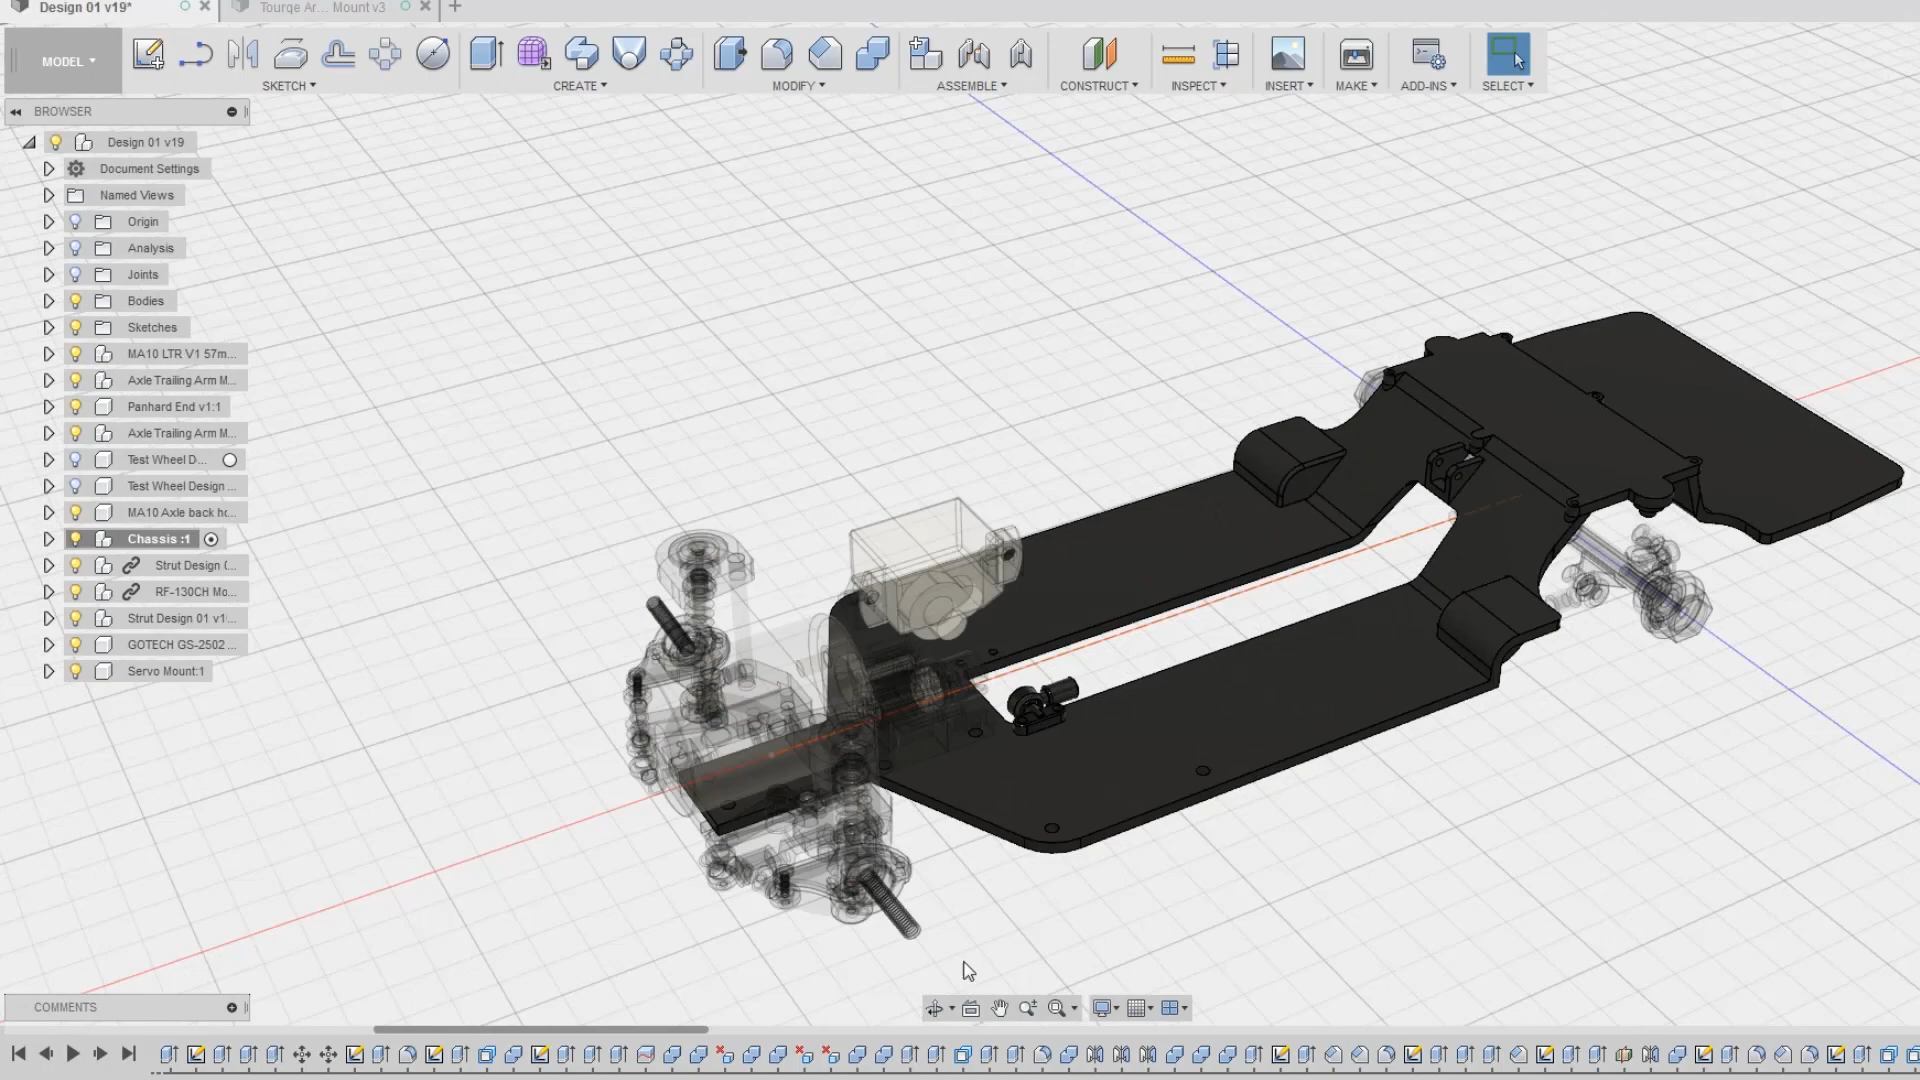 Design 01 v19*
Tourqe Ar... Mount v3
MODEL
SKETCH
CREATE
MODIFY
ASSEMBLE
CONSTRUCT
INSPECT
INSERT
MAKE
ADD-INS
SELECT
BROWSER
Design 01 v19
Document Settings
Named Views
Origin
Analysis
Joints
Bodies
Sketches
MA10 LTR V1 57m...
Axle Trailing Arm M...
Panhard End v1:1
Axle Trailing Arm M...
Test Wheel D...
Test Wheel Design ...
MA10 Axle back ho...
Chassis :1
Strut Design (...
RF-130CH Mo...
Strut Design 01 v1...
GOTECH GS-2502 ...
Servo Mount:1
COMMENTS